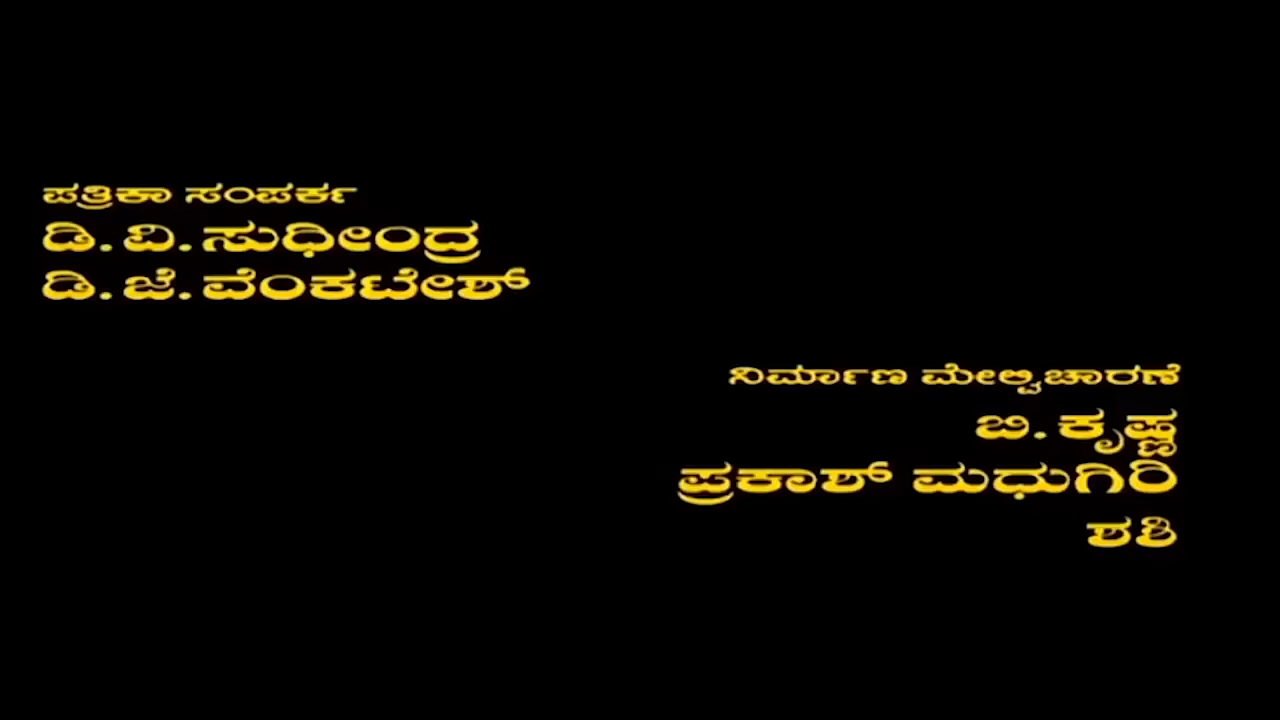 ಪತ್ರಿಕಾ ಸಂಪರ್ಕ
ಡಿ. ವಿ. ಸುಧೀಂದ್ರ
ಡಿ. ಜೆ. ವೆಂಕಟೇಶ್
ನಿರ್ಮಾಣ ಮೇಲ್ವಿಚಾರಣೆ
ಬಿ. ಕೃಷ್ಣ
ಪ್ರಕಾಶ್ ಮಧುಗಿರಿ
ಶಶಿ